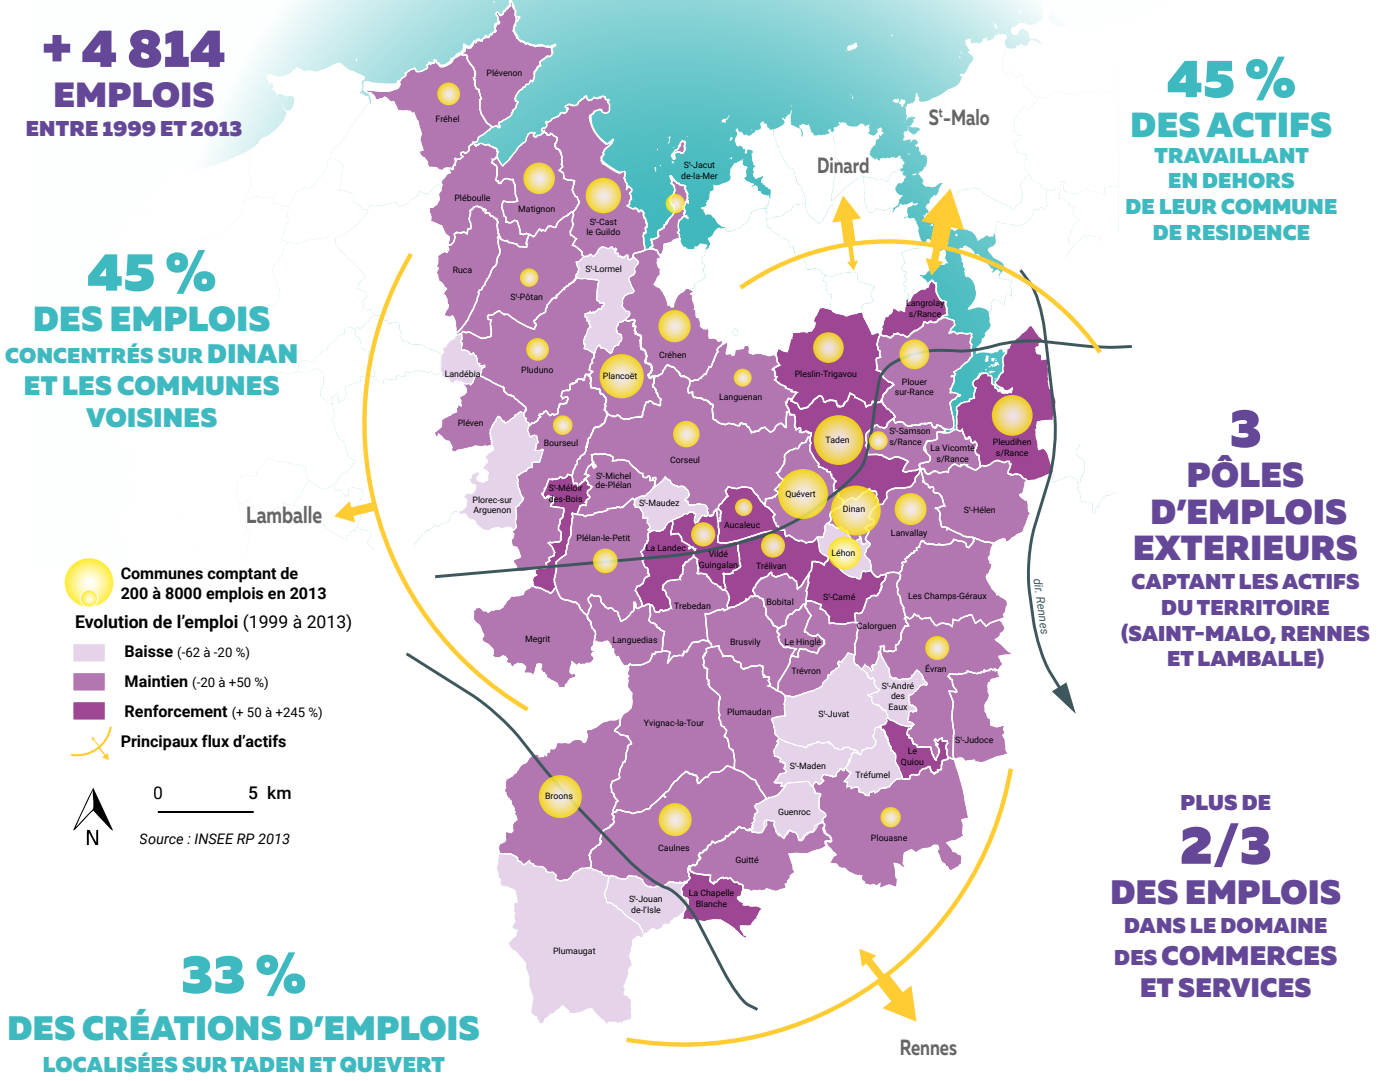 + 4 814
EMPLOIS
ENTRE 1999 ET 2013
45 %
DES EMPLOIS
CONCENTRÉS SUR DINAN
ET LES COMMUNES
VOISINES
Lamballe
Communes comptant de
200 à 8000 emplois en 2013
Evolution de l'emploi (1999 à 2013)
Baisse (-62 à -20 %)
Maintien (-20 à +50 %)
Renforcement (+ 50 à +245 %)
Principaux flux d'actifs
0 5 km
N
Source : INSEE RP 2013
33 %
DES CRÉATIONS D'EMPLOIS
LOCALISÉES SUR TADEN ET QUEVERT
Plévenon
Fréhel
St-Jacut
de-la-Mer
Pléboulle
Matignon
St-Cast
le Guildo
Dinard
St-Malo
Ruca
St-Lormel
St-Pôtan
Langrolay
s/Rance
Créhen
Landébia
Pluduno
Plancoët
Pleslin-Trigavou
Plouer
sur-Rance
Languenan
Pléven
Bourseul
Corseul
Taden
St-Samson
s/Rance
La Vicomté
s/Rance
Pleudihen
s/Rance
St-Michel
de-Plélan
St-Méloir
des-Bois
Plorec-sur
Arguenon
St-Maudez
Quévert
Dinan
Aucaleuc
Lanvallay
St-Hélen
Plélan-le-Petit
La Landec
Vildé
Guingalan
Trélivan
Léhon
Trebedan
Bobital
St-Carné
Les Champs-Géraux
Calorguen
Megrit
Languedias
Brusvily
Le Hinglé
Évran
Trévron
St-André
des
Eaux
Yvignac-la-Tour
Plumaudan
St-Juvat
St-Judoce
Le
Quiou
St-Maden
Tréfumel
Broons
Guenroc
Caulnes
Plouasne
Guitté
La Chapelle
Blanche
St-Jouan
de-l'Isle
Plumaugat
dir. Rennes
Rennes
45 %
DES ACTIFS
TRAVAILLANT
EN DEHORS
DE LEUR COMMUNE
DE RESIDENCE
3
PÔLES
D'EMPLOIS
EXTERIEURS
CAPTANT LES ACTIFS
DU TERRITOIRE
(SAINT-MALO, RENNES
ET LAMBALLE)
PLUS DE
2/3
DES EMPLOIS
DANS LE DOMAINE
DES COMMERCES
ET SERVICES